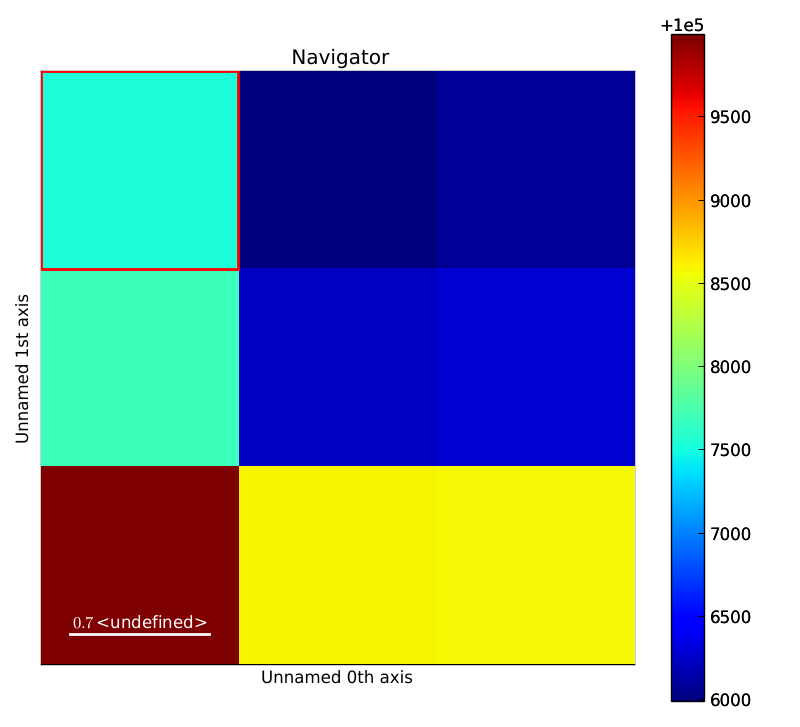 +1e5
Navigator
9500
9000
8500
8000
7500
7000
6500
6000
Unnamed 1st axis
0.7 <undefined>
Unnamed 0th axis